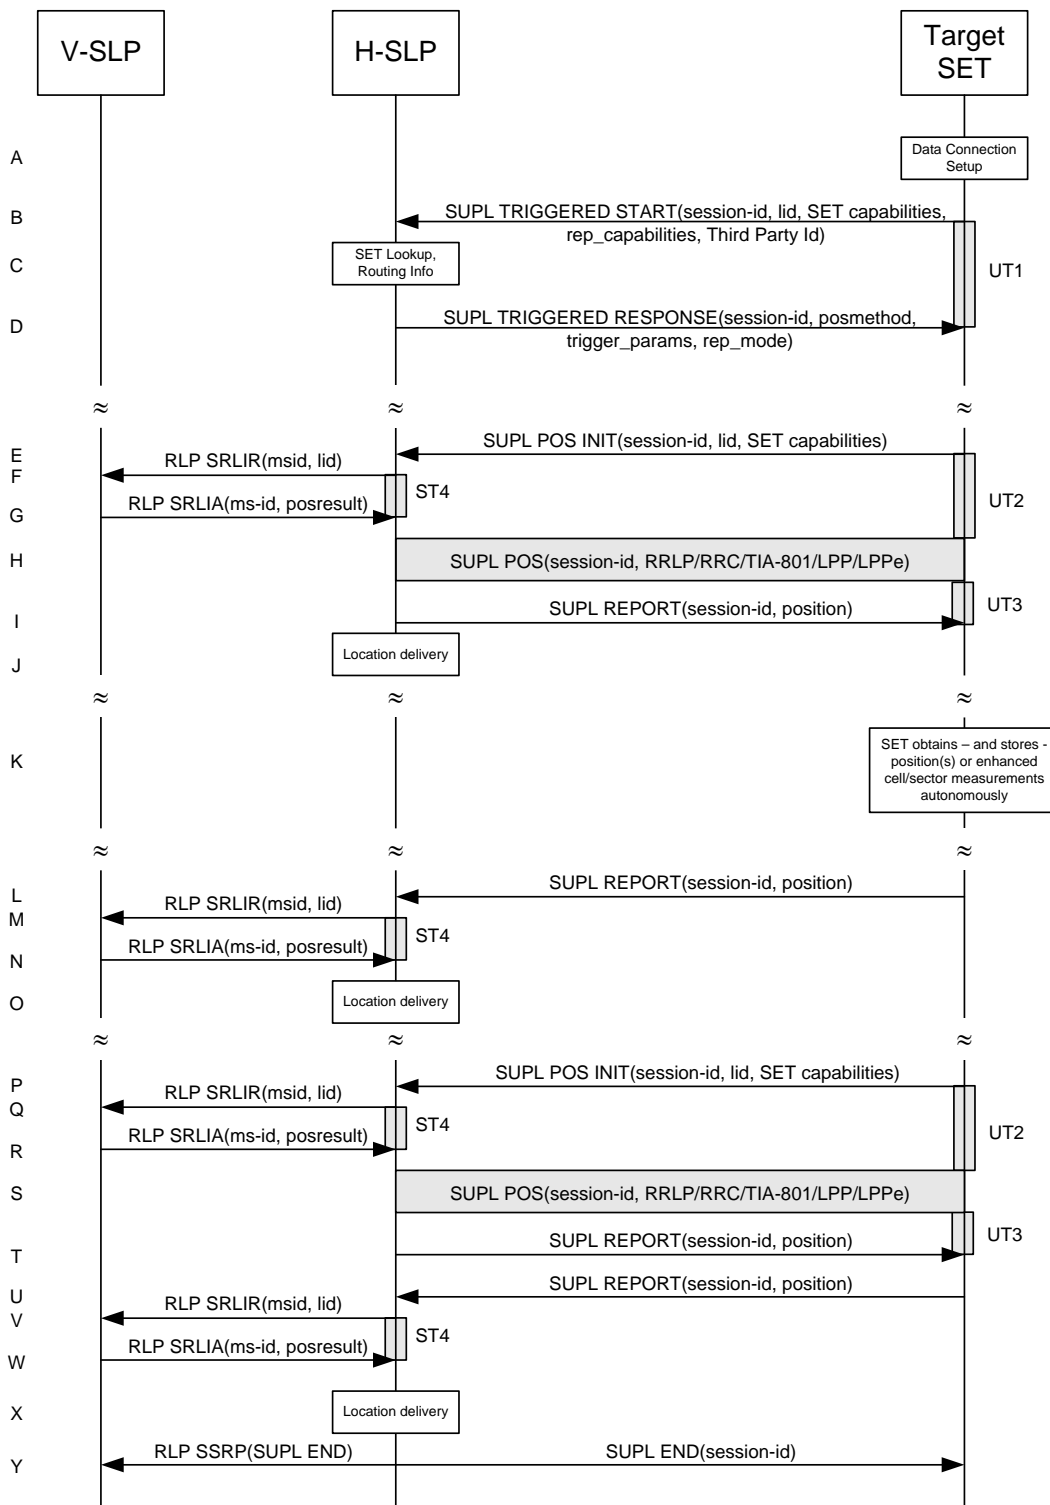 V-SLP
H-SLP
Target
SET
A
Data Connection
Setup
B
SUPL TRIGGERED START(session-id, lid, SET capabilities,
rep_capabilities, Third Party Id)
C
SET Lookup,
Routing Info
UT1
D
SUPL TRIGGERED RESPONSE(session-id, posmethod,
trigger_params, rep_mode)
≈ ≈ ≈
E
SUPL POS INIT(session-id, lid, SET capabilities)
F
RLP SRLIR(msid, lid)
ST4
UT2
G
RLP SRLIA(ms-id, posresult)
H
SUPL POS(session-id, RRLP/RRC/TIA-801/LPP/LPPe)
I
SUPL REPORT(session-id, position)
UT3
J
Location delivery
≈ ≈ ≈
K
SET obtains – and stores -
position(s) or enhanced
cell/sector measurements
autonomously
≈ ≈ ≈
L
SUPL REPORT(session-id, position)
M
RLP SRLIR(msid, lid)
ST4
N
RLP SRLIA(ms-id, posresult)
O
Location delivery
≈ ≈ ≈
P
SUPL POS INIT(session-id, lid, SET capabilities)
Q
RLP SRLIR(msid, lid)
ST4
UT2
R
RLP SRLIA(ms-id, posresult)
S
SUPL POS(session-id, RRLP/RRC/TIA-801/LPP/LPPe)
UT3
T
SUPL REPORT(session-id, position)
U
SUPL REPORT(session-id, position)
V
RLP SRLIR(msid, lid)
ST4
W
RLP SRLIA(ms-id, posresult)
X
Location delivery
Y
RLP SSRP(SUPL END)
SUPL END(session-id)